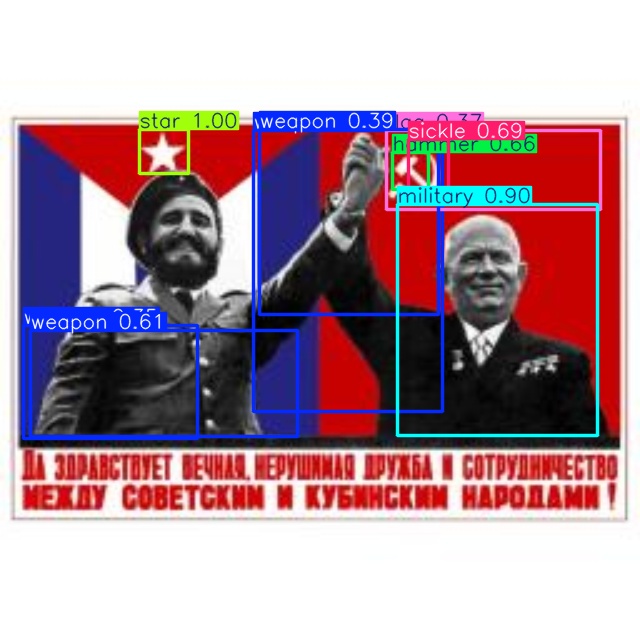 star 1.00
weapon 0.39
sickle 0.69
hammer 0.66
military 0.90
weapon 0.61
ДА ЗДРАВСТВУЕТ ВЕЧНАЯ, НЕРУШИМАЯ ДРУЖБА И СОТРУДНИЧЕСТВО
МЕЖДУ СОВЕТСКИМ И КУБИНСКИМ НАРОДАМИ !